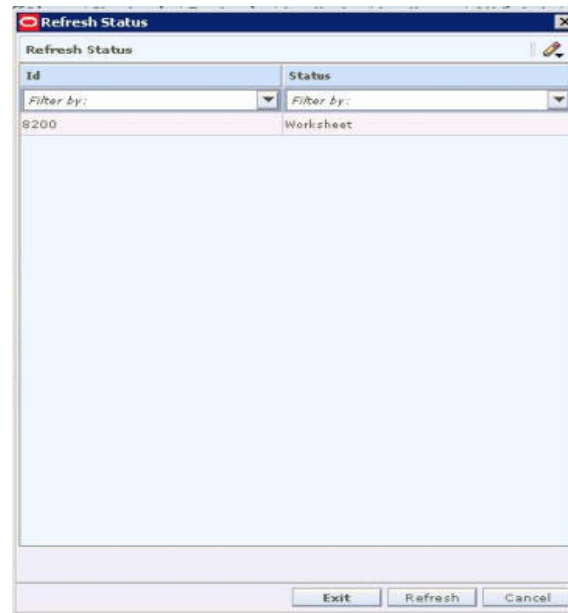 Refresh Status
Refresh Status
Id Status
Filter by: Filter by:
8200 Worksheet
Exit Refresh Cancel